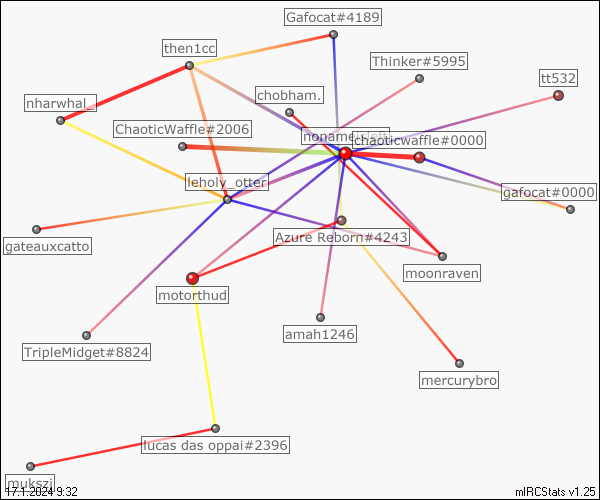 Gafocat#4189
then1cc
Thinker#5995
tt532
chobham.
nharwhal_
ChaoticWaffle#2006
chaoticwaffle#0000
leholy_otter
gafocat#0000
Azure Reborn#4243
gateauxcatto
moonraven
motorthud
amah1246
TripleMidget#8824
mercurybro
lucas das oppai#2396
mukszi
17.1.2024 9:32
mIRCStats v1.25